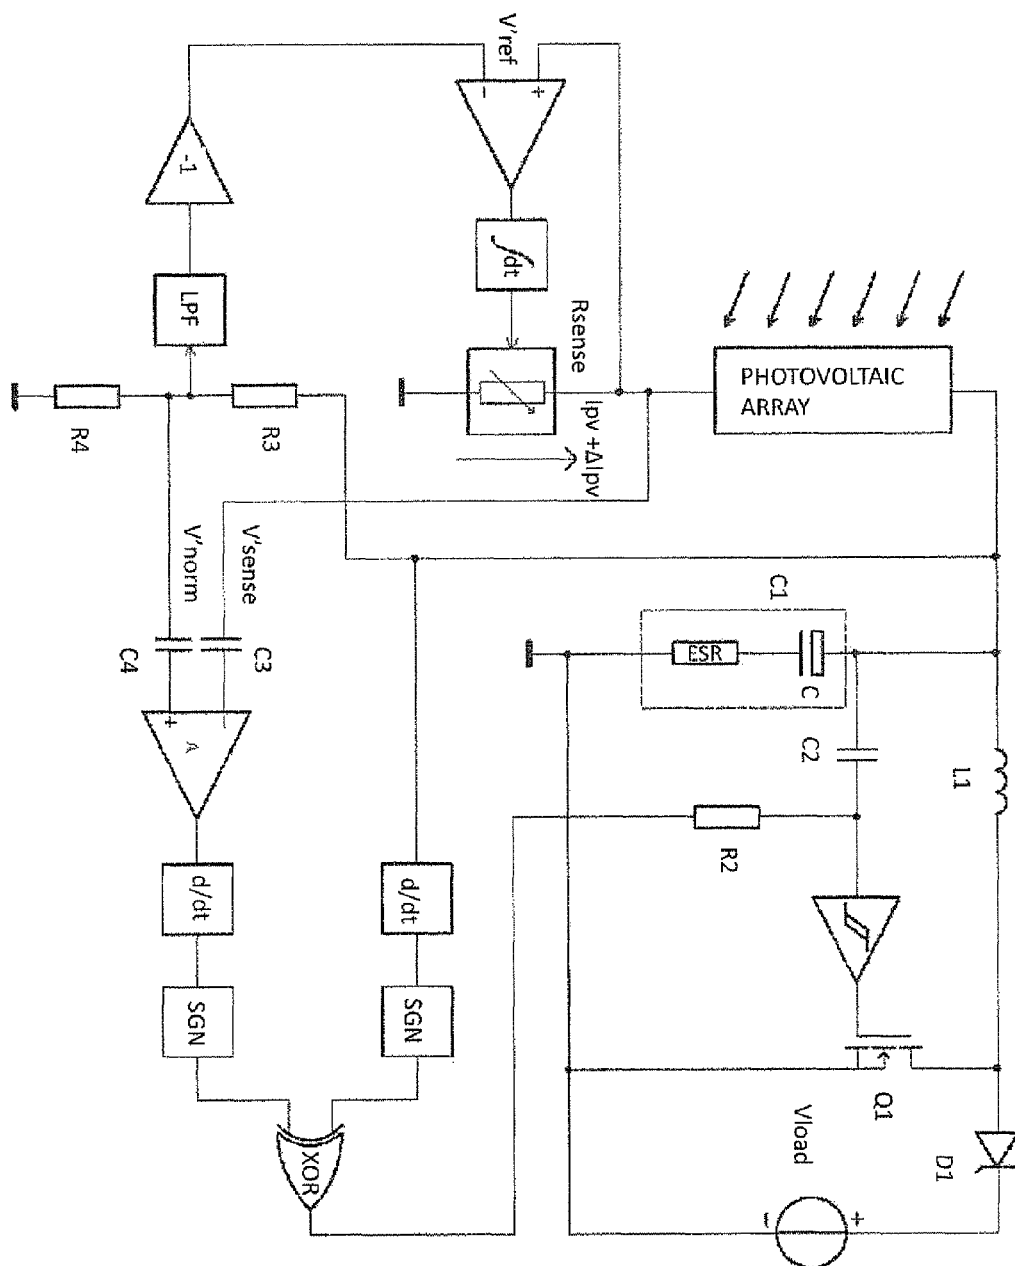 V'ref
+
−
-1
∫dt
LPF
Rsense
Ipv + ΔIpv
PHOTOVOLTAIC
ARRAY
R4
R3
V'norm
V'sense
C4
C3
+
−
A
C1
ESR
C
C2
L1
R2
d/dt
d/dt
SGN
SGN
XOR
Q1
Vload
D1
+
-